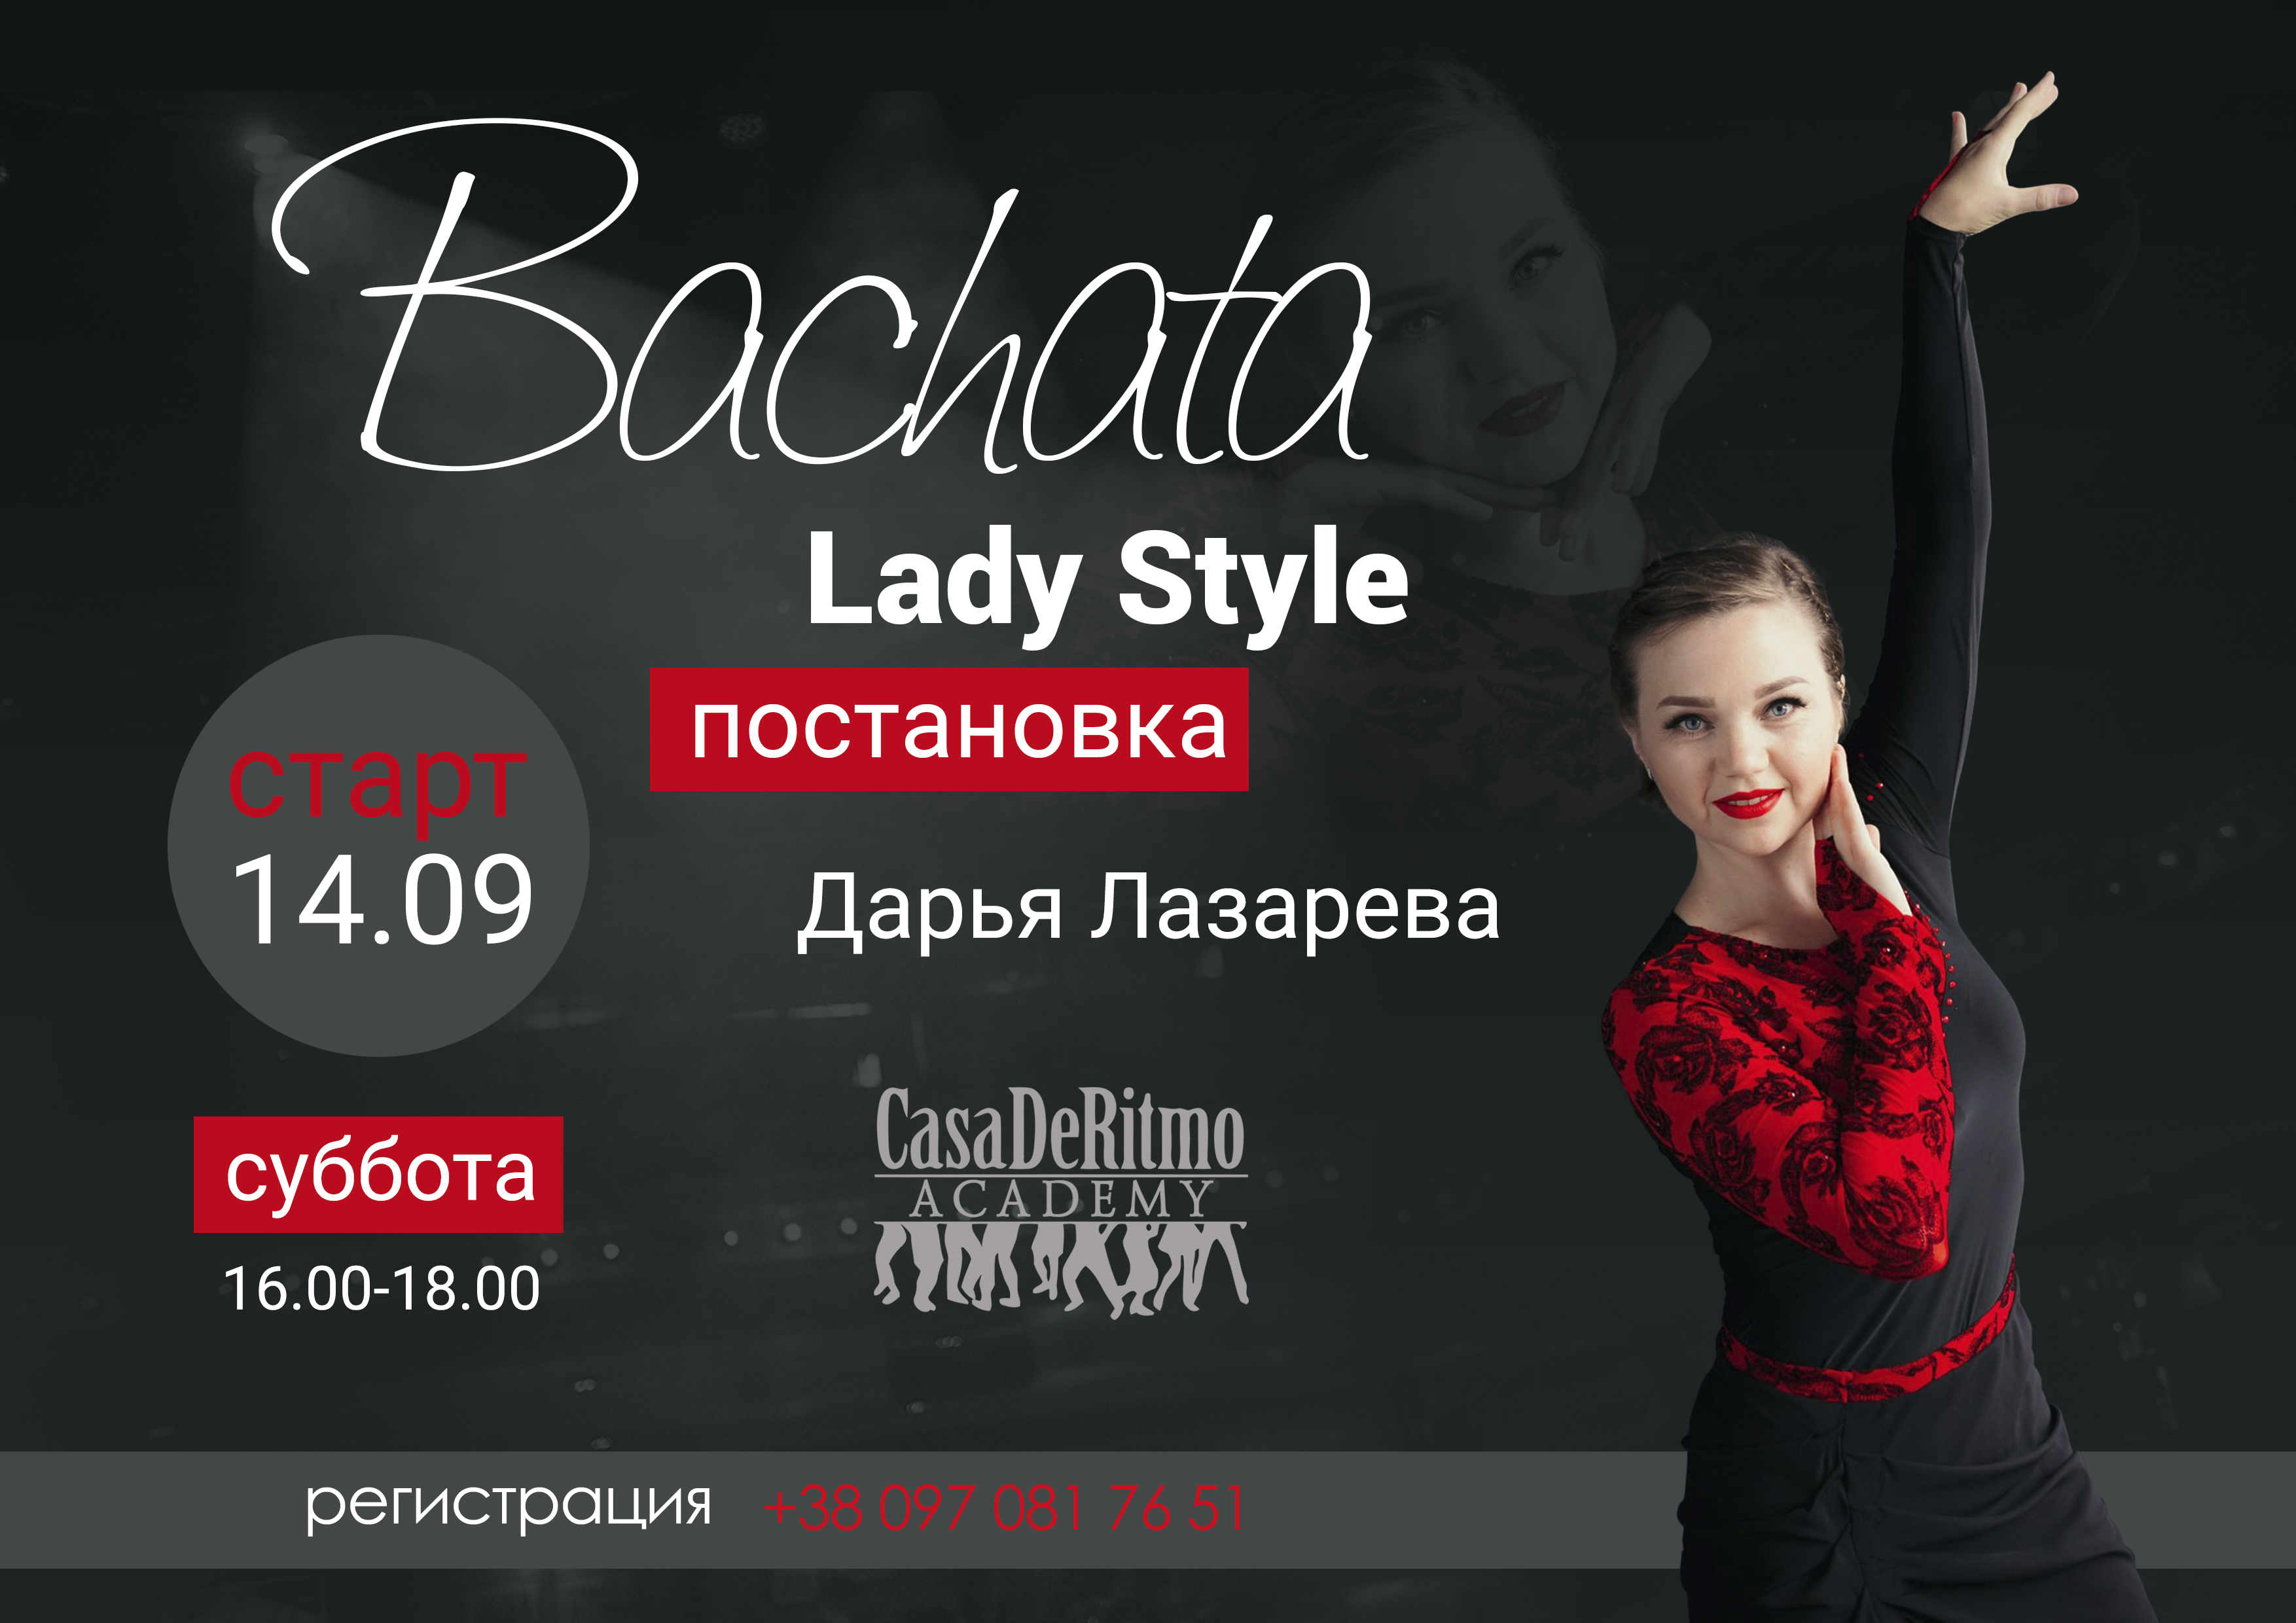 Bachata
Lady Style
постановка
старт
14.09
Дарья Лазарева
суббота
16.00-18.00
CasaDeRitmo
ACADEMY
регистрация +38 097 081 76 51